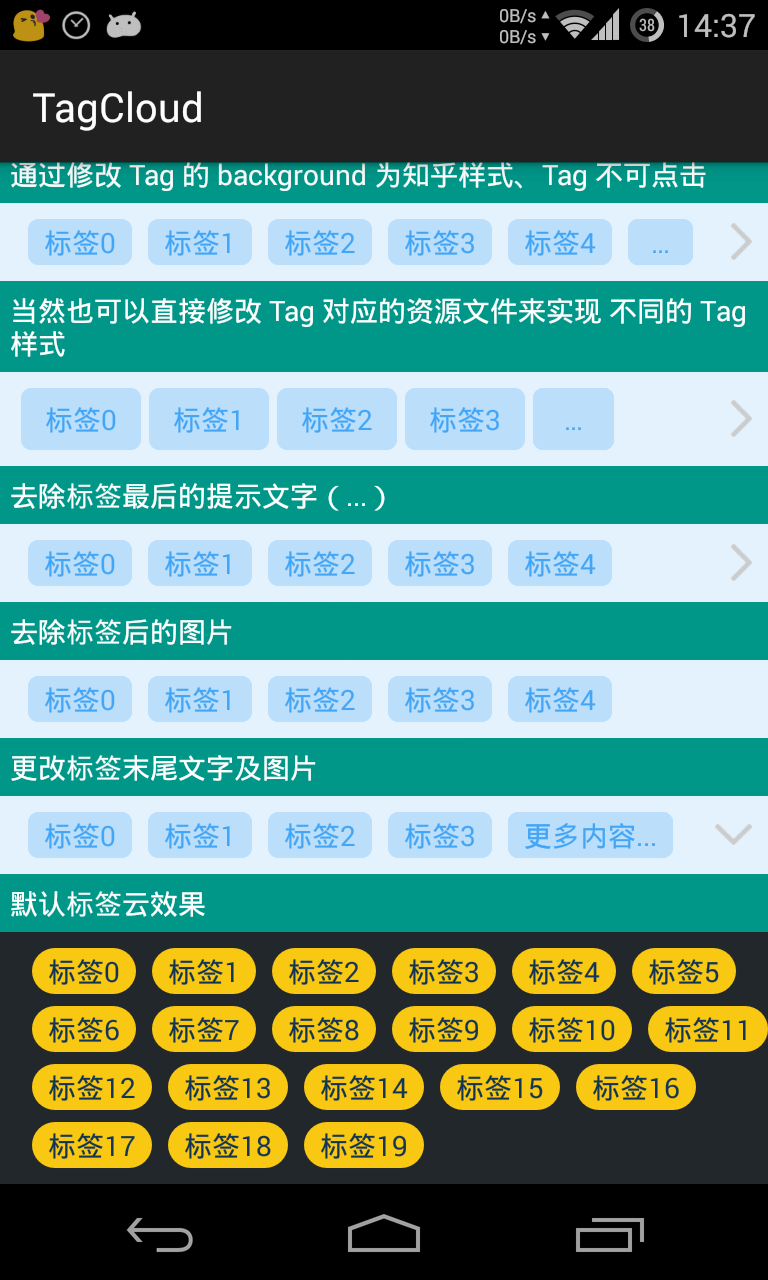 0B/s
0B/s
38
14:37
TagCloud
通过修改 Tag 的 background 为知乎样式、Tag 不可点击
标签0 标签1 标签2 标签3 标签4 ...
当然也可以直接修改 Tag 对应的资源文件来实现 不同的 Tag
样式
标签0 标签1 标签2 标签3 ...
去除标签最后的提示文字（...）
标签0 标签1 标签2 标签3 标签4
去除标签后的图片
标签0 标签1 标签2 标签3 标签4
更改标签末尾文字及图片
标签0 标签1 标签2 标签3 更多内容...
默认标签云效果
标签0 标签1 标签2 标签3 标签4 标签5
标签6 标签7 标签8 标签9 标签10 标签11
标签12 标签13 标签14 标签15 标签16
标签17 标签18 标签19